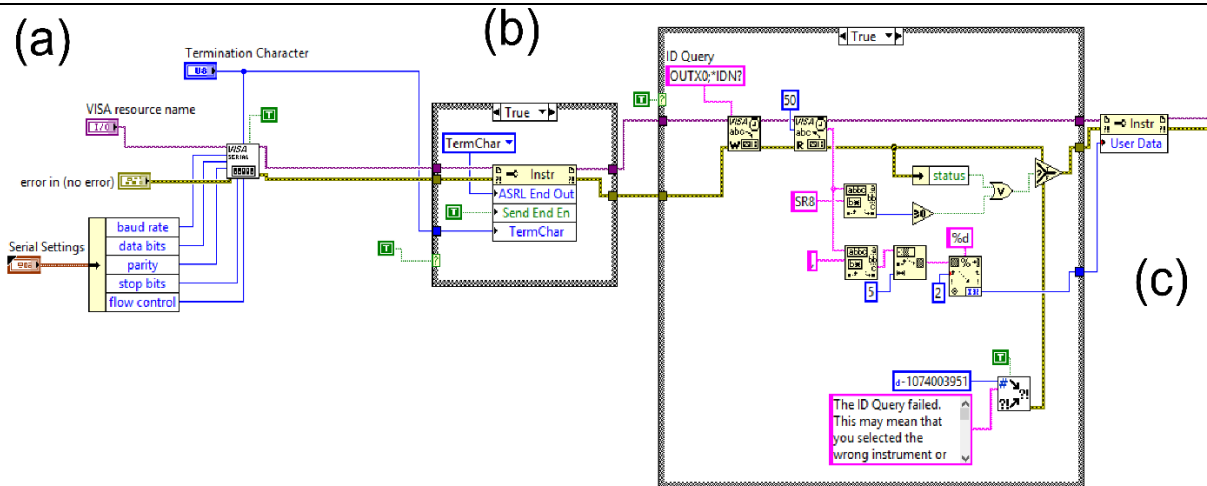 (a)
(b)
(c)
Termination Character
U8
VISA resource name
I/O
T
VISA
SERIAL
error in (no error)
Serial Settings
baud rate
data bits
parity
stop bits
flow control
True
TermChar
Instr
ASRL End Out
Send End En
TermChar
T
T
True
ID Query
OUTX0;*IDN?
T
VISA
abc
W
50
VISA
abc
R
SR8
status
V
,
5
%d
2
T
d -1074003951
The ID Query failed.
This may mean that
you selected the
wrong instrument or
Instr
User Data